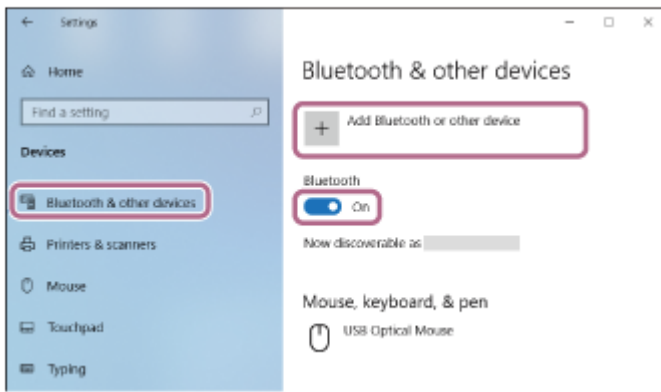 Settings
Home
Find a setting
Devices
Bluetooth & other devices
Printers & scanners
Mouse
Touchpad
Typing
Bluetooth & other devices
Add Bluetooth or other device
Bluetooth
On
Now discoverable as
Mouse, keyboard, & pen
USB Optical Mouse